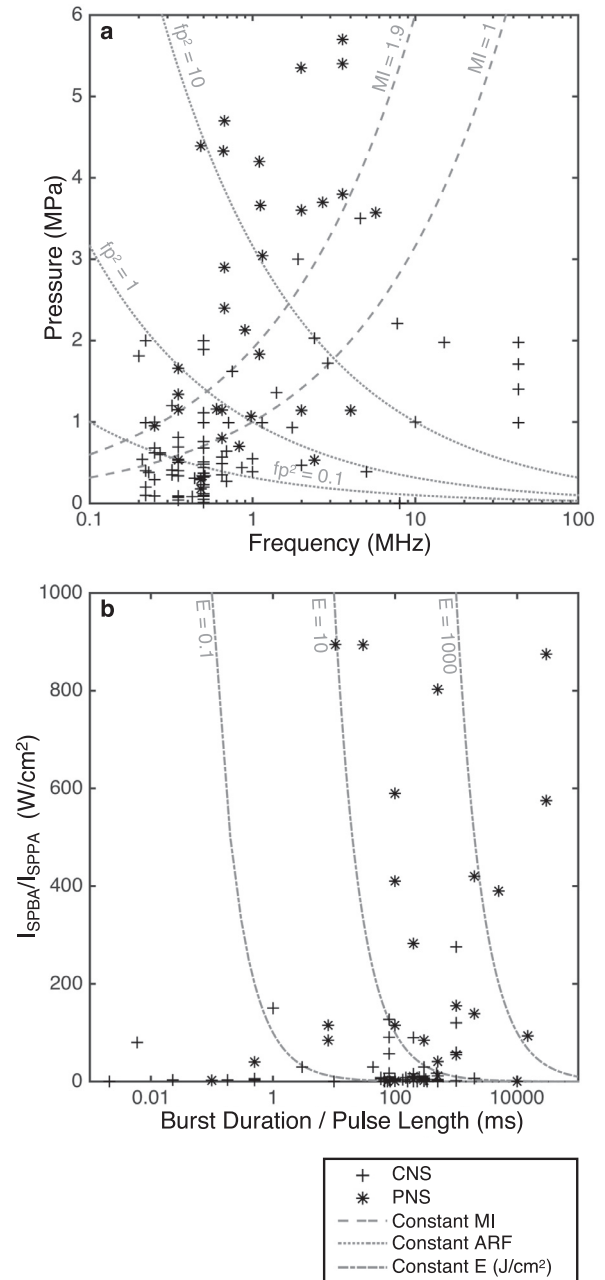 a
6
5
4
3
2
1
0
Pressure (MPa)
fp² = 10
MI = 1.9
MI = 1
fp² = 1
fp² = 0.1
0.1
1
10
100
Frequency (MHz)
b
1000
800
600
400
200
0
I_SPBA/I_SPPA (W/cm²)
E = 0.1
E = 10
E = 1000
0.01
1
100
10000
Burst Duration / Pulse Length (ms)
CNS
PNS
Constant MI
Constant ARF
Constant E (J/cm²)